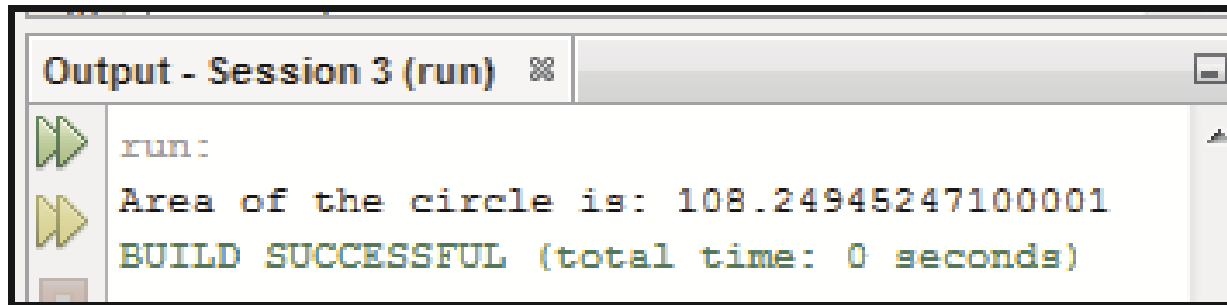 Output - Session 3 (run)
run:
Area of the circle is: 108.24945247100001
BUILD SUCCESSFUL (total time: 0 seconds)